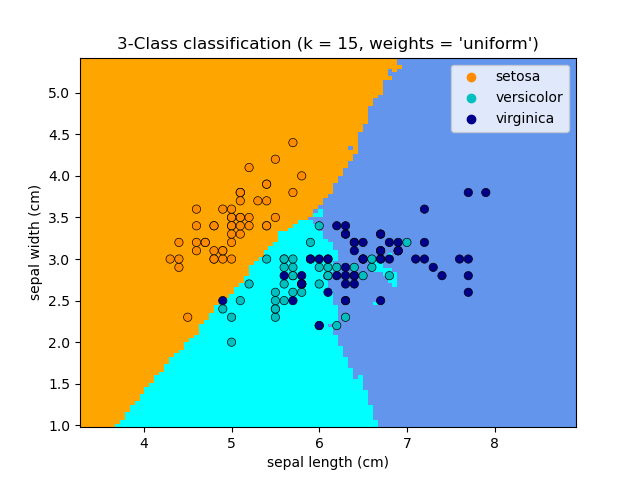 3-Class classification (k = 15, weights = 'uniform')
setosa
versicolor
virginica
5.0
4.5
4.0
3.5
3.0
2.5
2.0
1.5
1.0
sepal width (cm)
4 5 6 7 8
sepal length (cm)